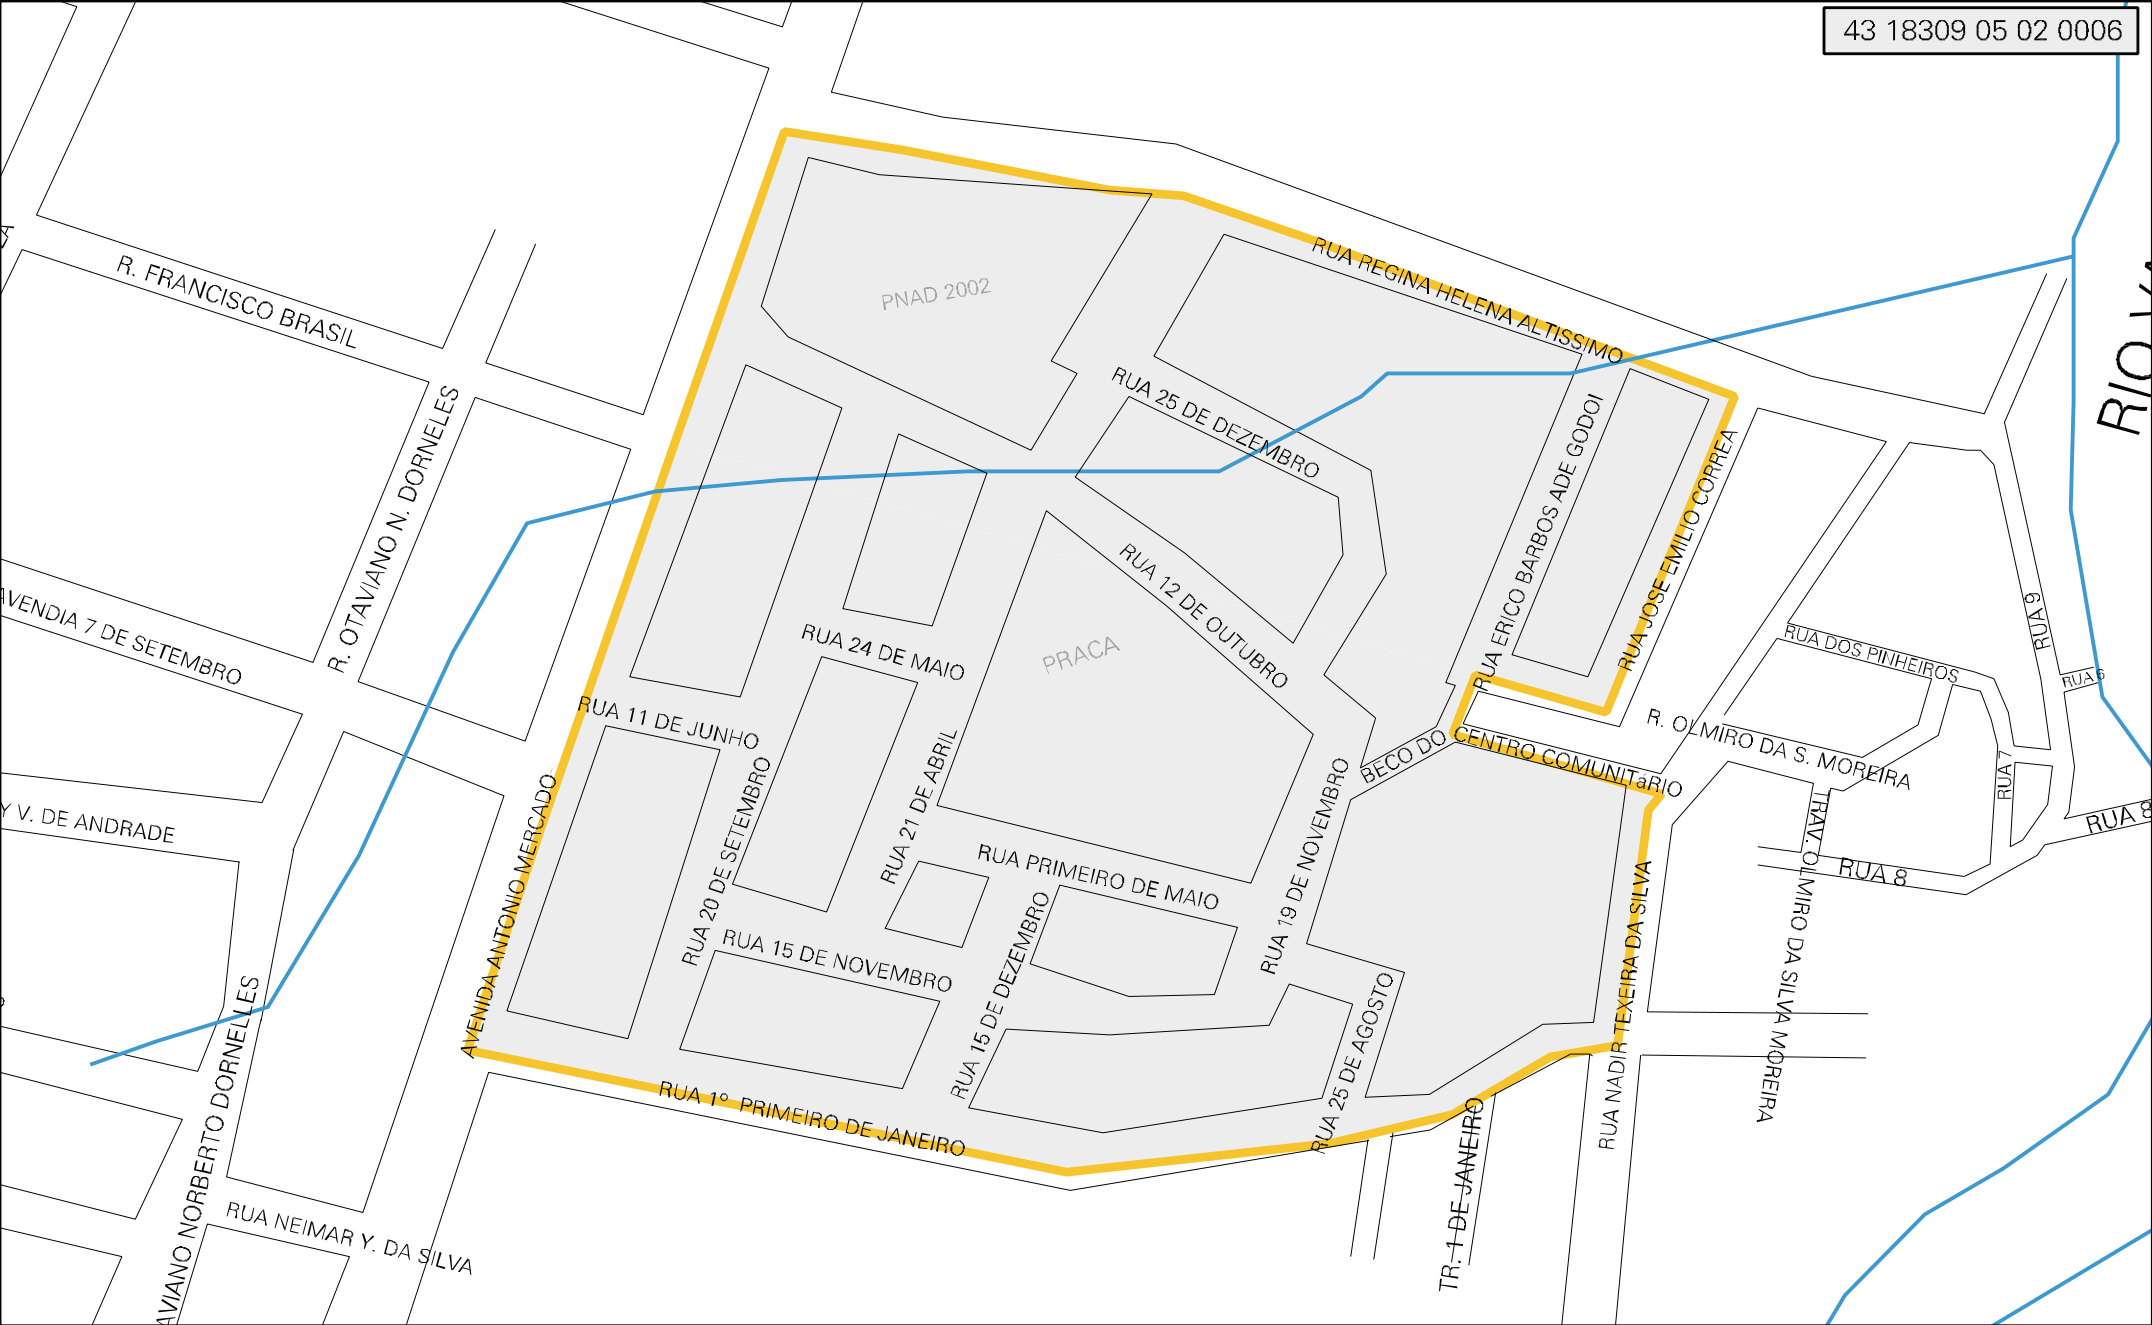 43 18309 05 02 0006
R. FRANCISCO BRASIL
PNAD 2002
RUA REGINA HELENA ALTISSIMO
RUA 25 DE DEZEMBRO
R. OTAVIANO N. DORNELES
RUA ERICO BARBOS ADE GODOI
RUA JOSE EMILIO CORREA
RUA 12 DE OUTUBRO
AVENDIA 7 DE SETEMBRO
RUA 24 DE MAIO
PRACA
RUA DOS PINHEIROS
RUA 9
RUA 6
RUA 11 DE JUNHO
R. OLMIRO DA S. MOREIRA
BECO DO CENTRO COMUNITáRIO
RUA 7
Y V. DE ANDRADE
AVENIDA ANTONIO MERCADO
RUA 20 DE SETEMBRO
RUA 21 DE ABRIL
RUA PRIMEIRO DE MAIO
RUA 19 DE NOVEMBRO
RUA 8
RUA 8
TRAV. OLMIRO DA SILVA MOREIRA
RUA 15 DE NOVEMBRO
RUA 15 DE DEZEMBRO
RUA 25 DE AGOSTO
RUA NADIR TEXEIRA DA SILVA
RUA 1º PRIMEIRO DE JANEIRO
TR. 1 DE JANEIRO
AVIANO NORBERTO DORNELLES
RUA NEIMAR Y. DA SILVA
RIO